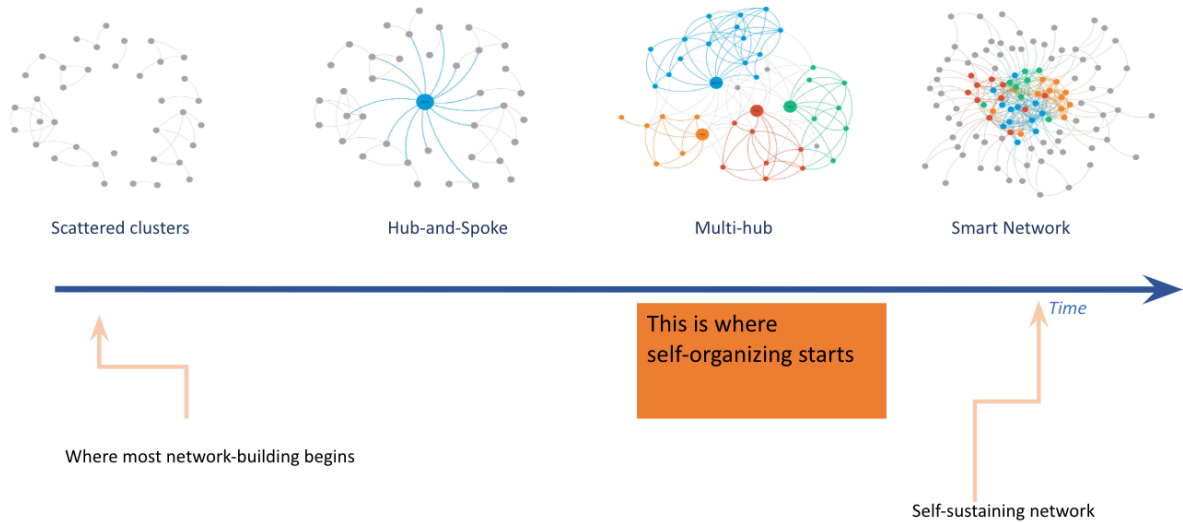 Scattered clusters
Hub-and-Spoke
Multi-hub
Smart Network
Time
This is where
self-organizing starts
Where most network-building begins
Self-sustaining network